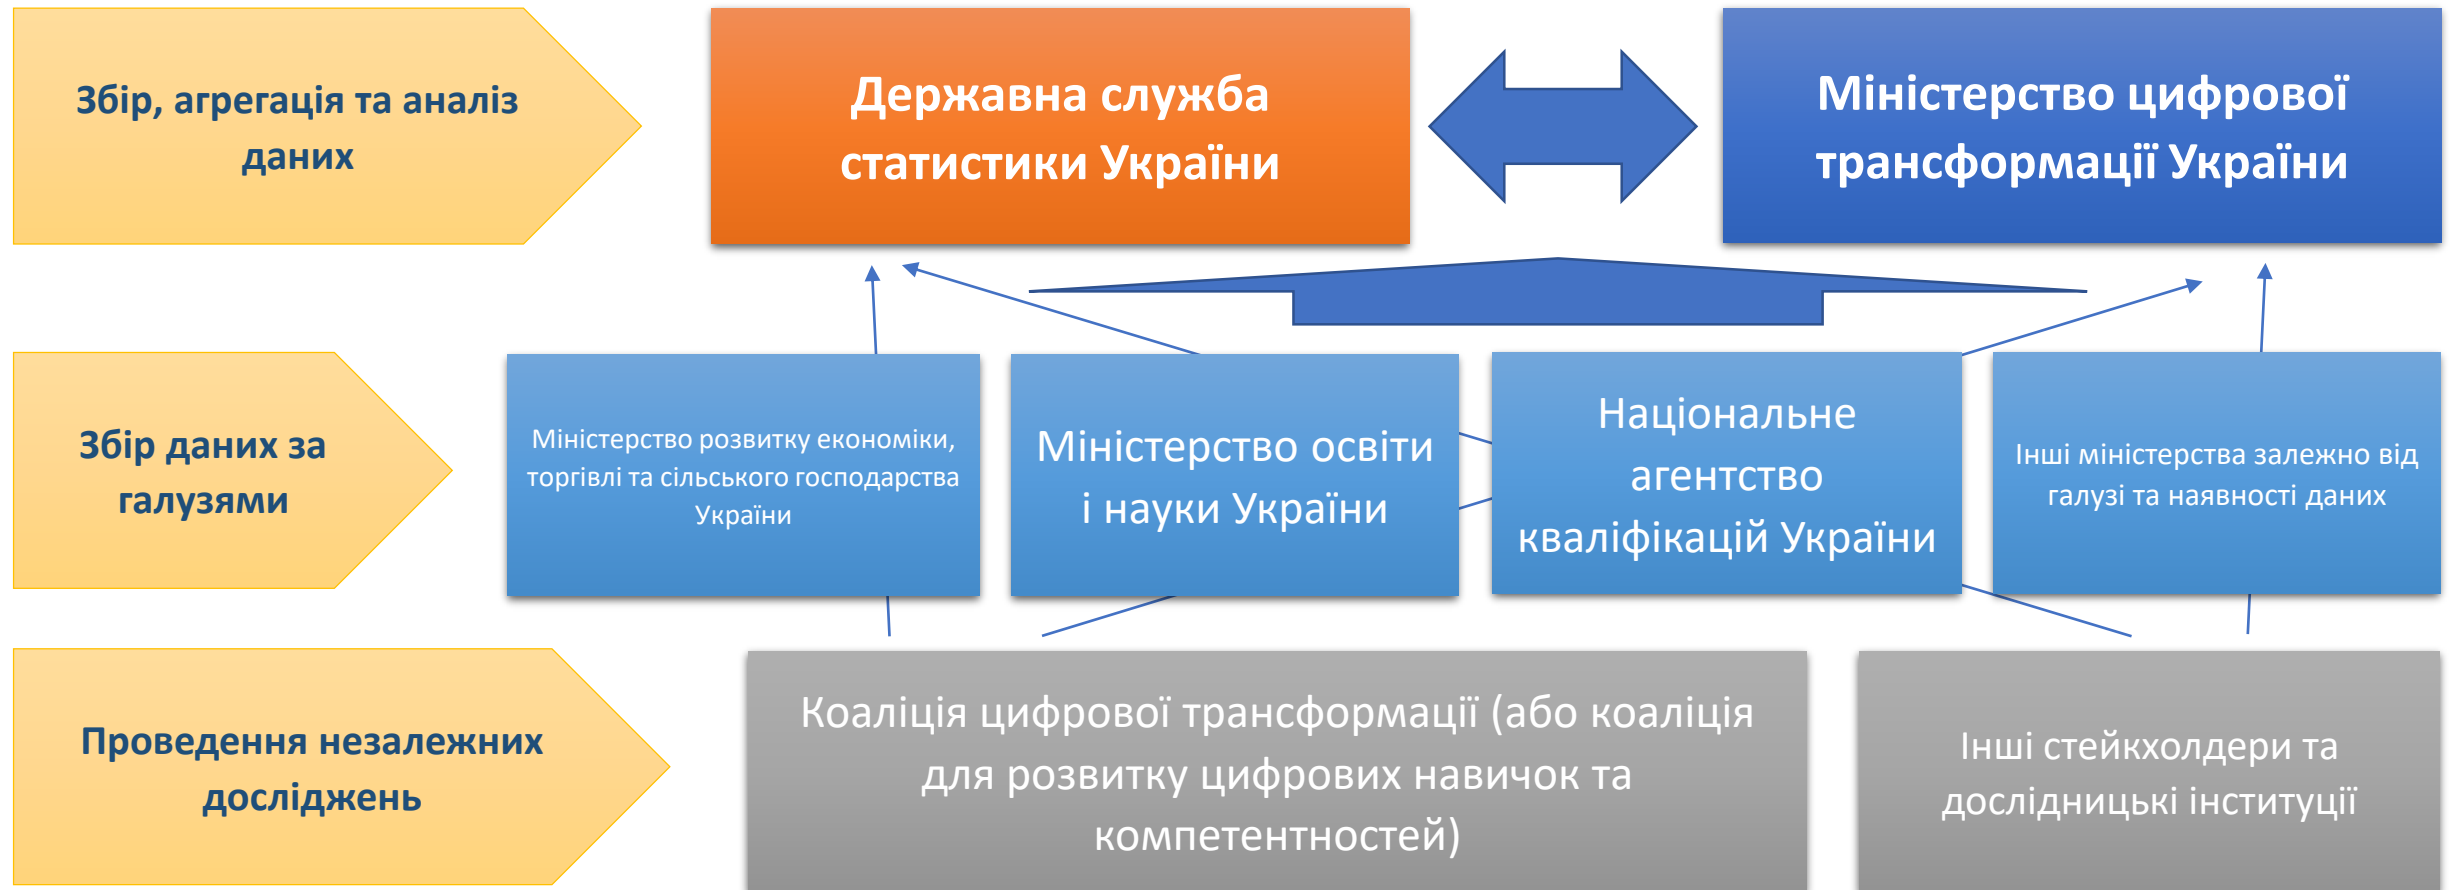 Збір, агрегація та аналіз
даних
Державна служба
статистики України
Міністерство цифрової
трансформації України
Збір даних за
галузями
Міністерство розвитку економіки,
торгівлі та сільського господарства
України
Міністерство освіти
і науки України
Національне
агентство
кваліфікацій України
Інші міністерства залежно від
галузі та наявності даних
Проведення незалежних
досліджень
Коаліція цифрової трансформації (або коаліція
для розвитку цифрових навичок та
компетентностей)
Інші стейкхолдери та
дослідницькі інституції